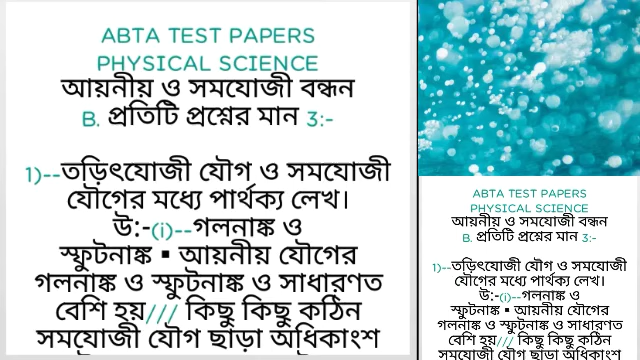 ABTA TEST PAPERS
PHYSICAL SCIENCE
আয়নীয় ও সমযোজী বন্ধন
B. প্রতিটি প্রশ্নের মান 3:-
1)--তড়িৎযোজী যৌগ ও সমযোজী
যৌগের মধ্যে পার্থক্য লেখ।
উ:-(i)--গলনাঙ্ক ও
স্ফুটনাঙ্ক ▪ আয়নীয় যৌগের
গলনাঙ্ক ও স্ফুটনাঙ্ক ও সাধারণত
বেশি হয়/// কিছু কিছু কঠিন
সমযোজী যৌগ ছাড়া অধিকাংশ
ABTA TEST PAPERS
PHYSICAL SCIENCE
আয়নীয় ও সমযোজী বন্ধন
B. প্রতিটি প্রশ্নের মান 3:-
1)--তড়িৎযোজী যৌগ ও সমযোজী
যৌগের মধ্যে পার্থক্য লেখ।
উ:-(i)--গলনাঙ্ক ও
স্ফুটনাঙ্ক ▪ আয়নীয় যৌগের
গলনাঙ্ক ও স্ফুটনাঙ্ক ও সাধারণত
বেশি হয়/// কিছু কিছু কঠিন
সমযোজী যৌগ ছাড়া অধিকাংশ